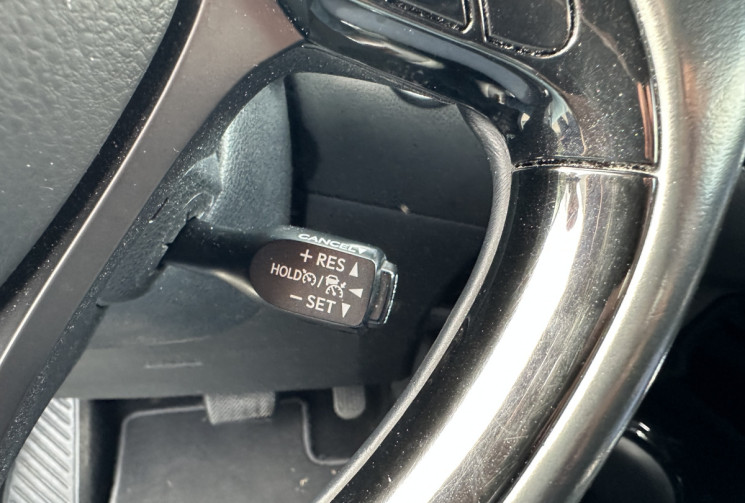 CANCEL▼
+ RES ▲
HOLD / ◀
− SET ▼